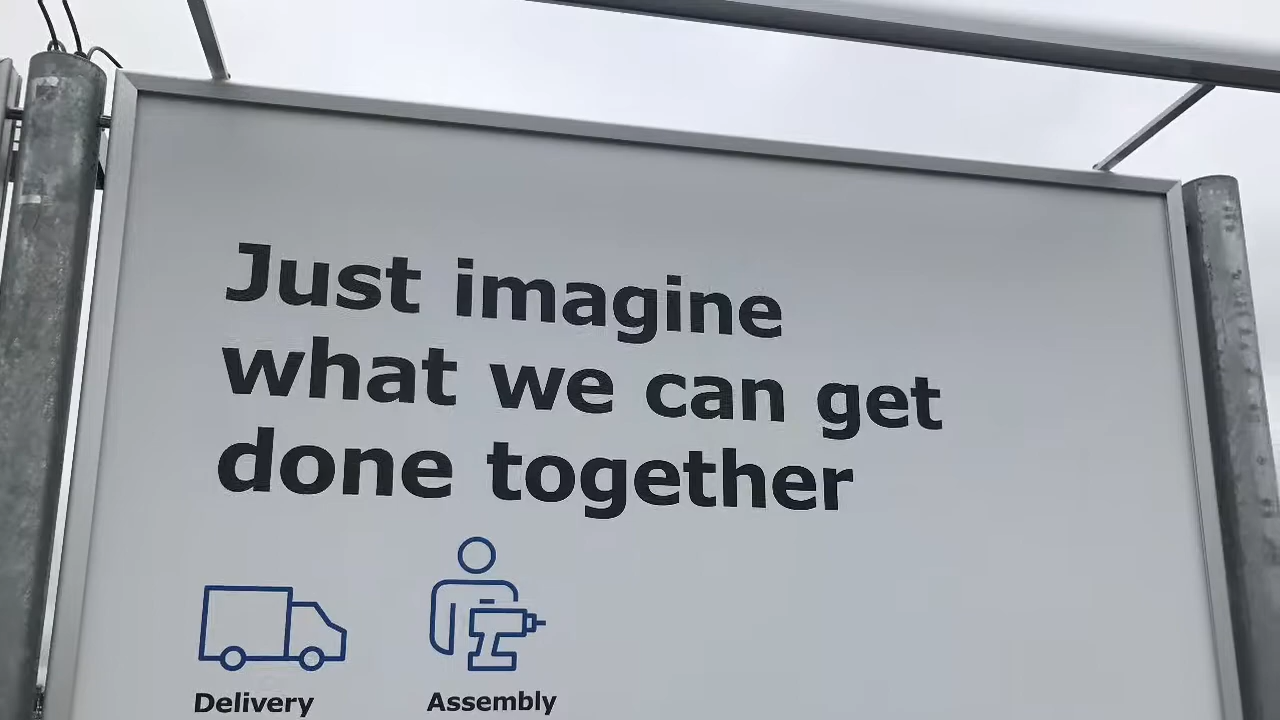 Just imagine
what we can get
done together
Delivery Assembly